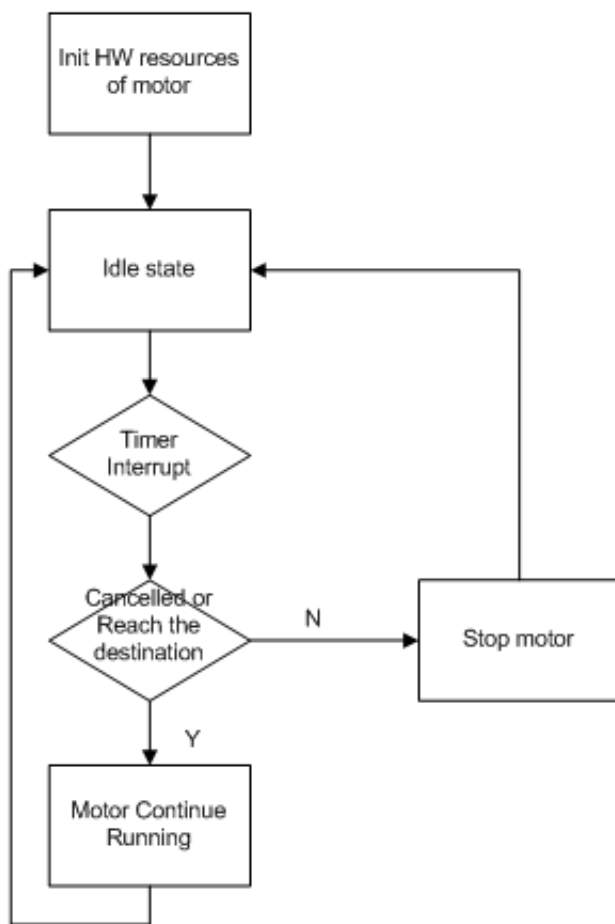 Init HW resources
of motor
Idle state
Timer
Interrupt
Cancelled or
Reach the
destination
N
Stop motor
Y
Motor Continue
Running